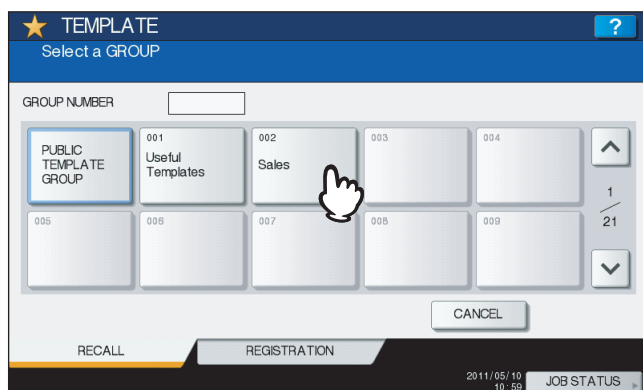 TEMPLATE
?
Select a GROUP
GROUP NUMBER
PUBLIC
TEMPLATE
GROUP
001
Useful
Templates
002
Sales
003
004
1
21
005
006
007
008
009
CANCEL
RECALL
REGISTRATION
2011/05/10
10:59
JOB STATUS